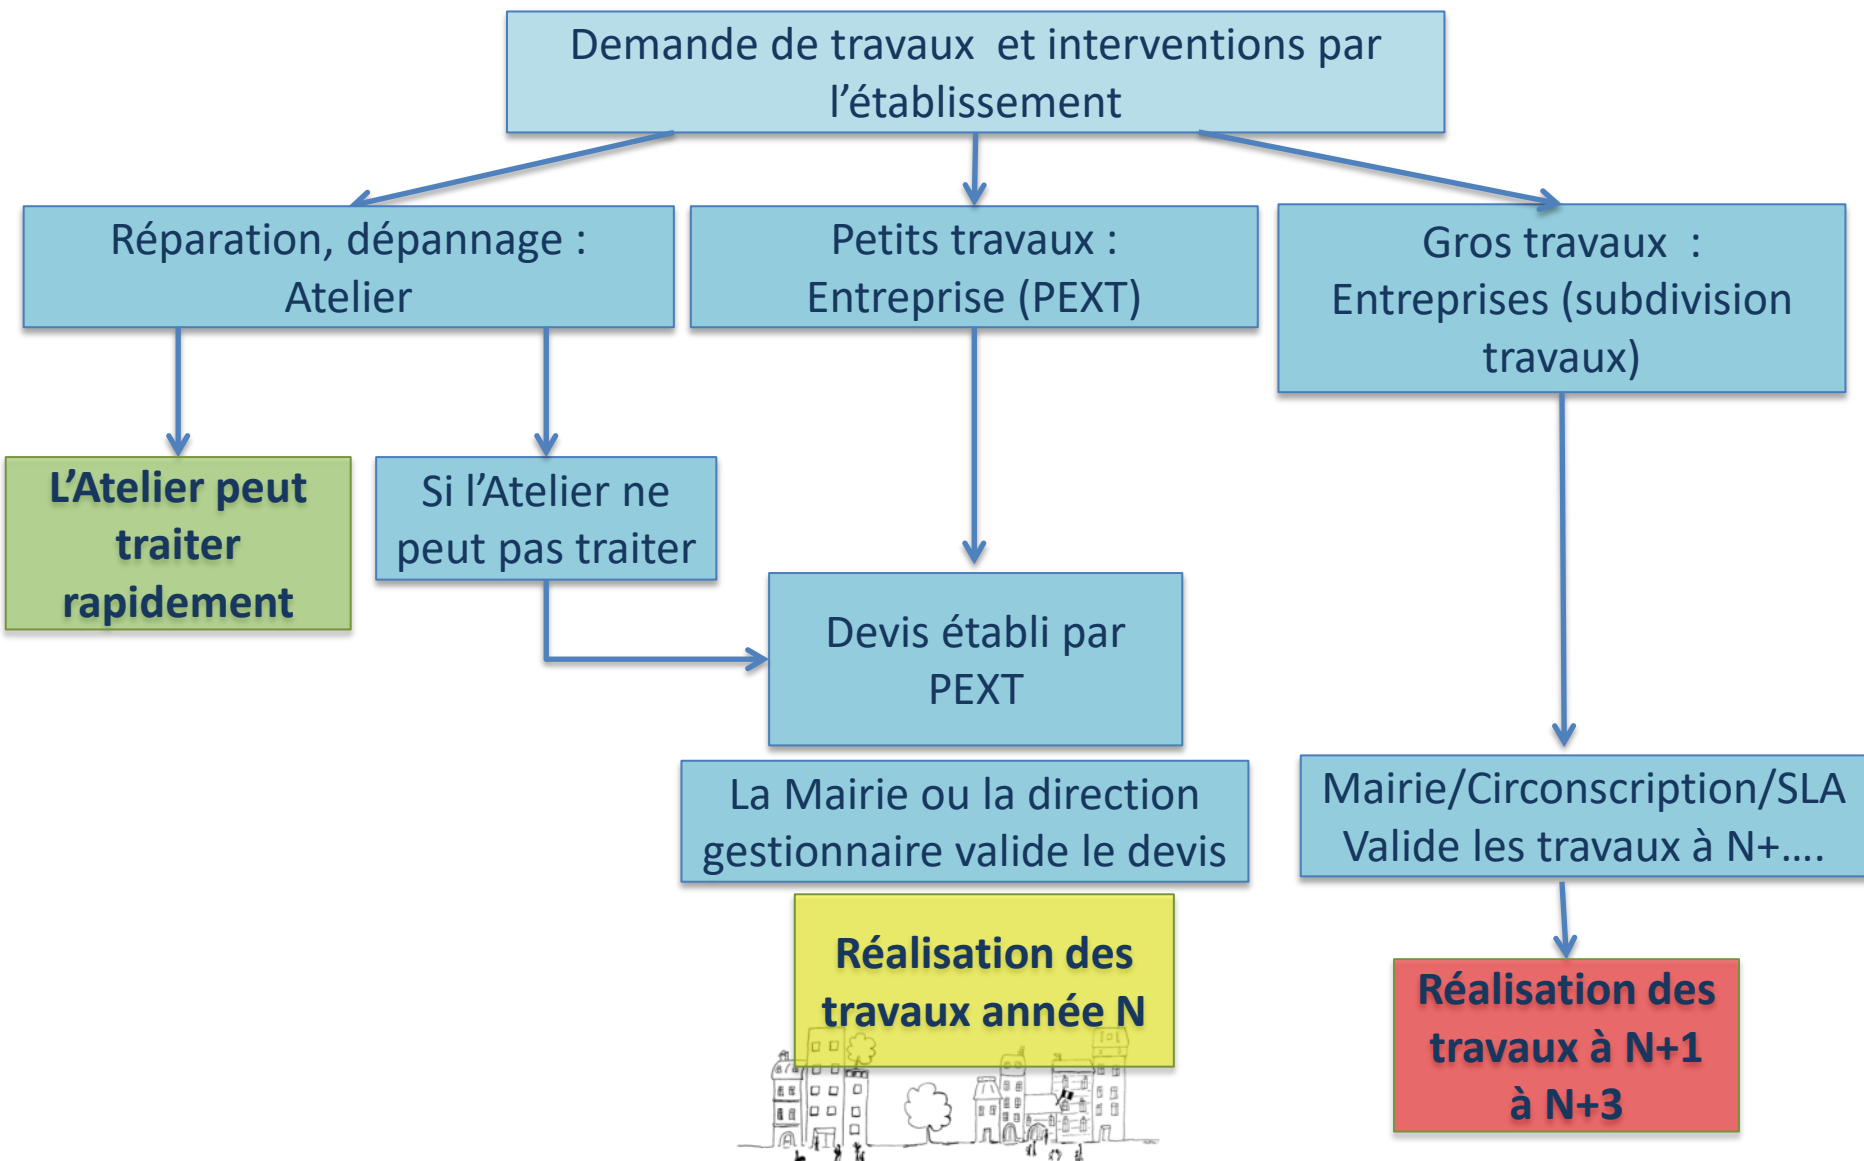 Demande de travaux et interventions par
l’établissement
Réparation, dépannage :
Atelier
Petits travaux :
Entreprise (PEXT)
Gros travaux :
Entreprises (subdivision
travaux)
L’Atelier peut
traiter
rapidement
Si l’Atelier ne
peut pas traiter
Devis établi par
PEXT
La Mairie ou la direction
gestionnaire valide le devis
Mairie/Circonscription/SLA
Valide les travaux à N+....
Réalisation des
travaux année N
Réalisation des
travaux à N+1
à N+3